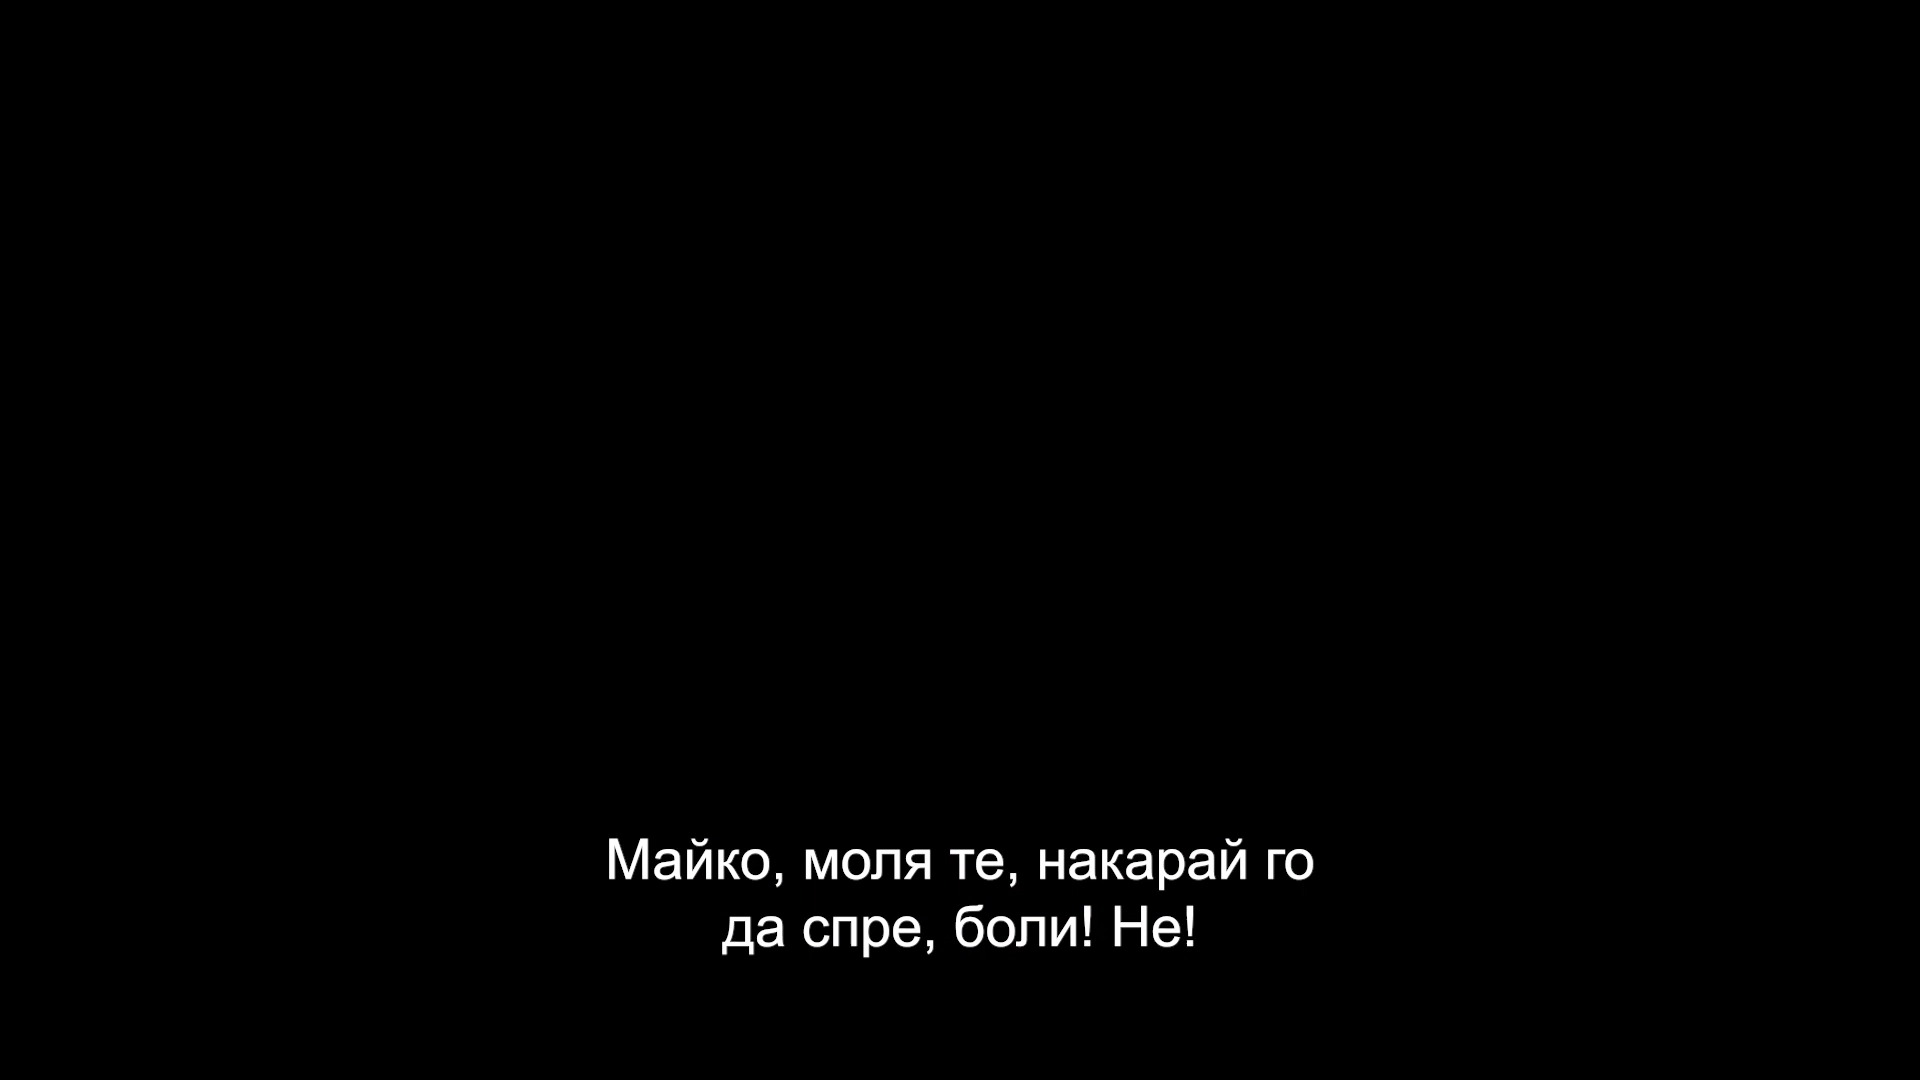 Майко, моля те, накарай го
да спре, боли! Не!